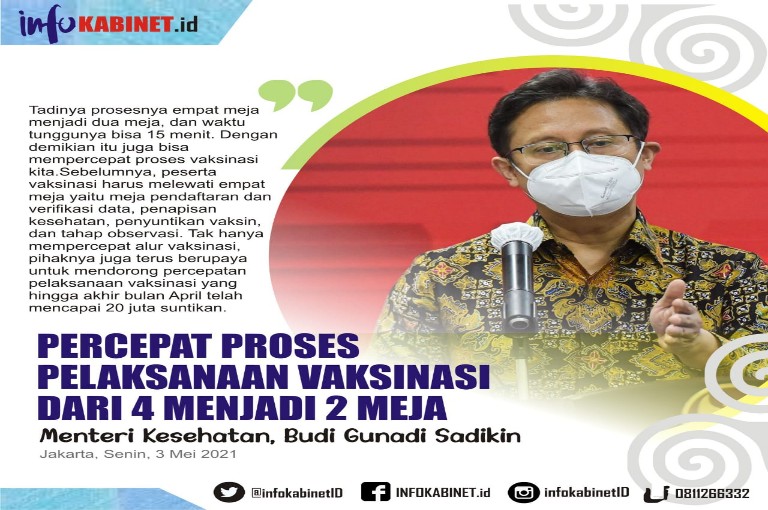 infoKABINET.id
Tadinya prosesnya empat meja
menjadi dua meja, dan waktu
tunggunya bisa 15 menit. Dengan
demikian itu juga bisa
mempercepat proses vaksinasi
kita.Sebelumnya, peserta
vaksinasi harus melewati empat
meja yaitu meja pendaftaran dan
verifikasi data, penapisan
kesehatan, penyuntikan vaksin,
dan tahap observasi. Tak hanya
mempercepat alur vaksinasi,
pihaknya juga terus berupaya
untuk mendorong percepatan
pelaksanaan vaksinasi yang
hingga akhir bulan April telah
mencapai 20 juta suntikan.
PERCEPAT PROSES
PELAKSANAAN VAKSINASI
DARI 4 MENJADI 2 MEJA
Menteri Kesehatan, Budi Gunadi Sadikin
Jakarta, Senin, 3 Mei 2021
@infokabinetID INFOKABINET.id infokabinetID 0811266332